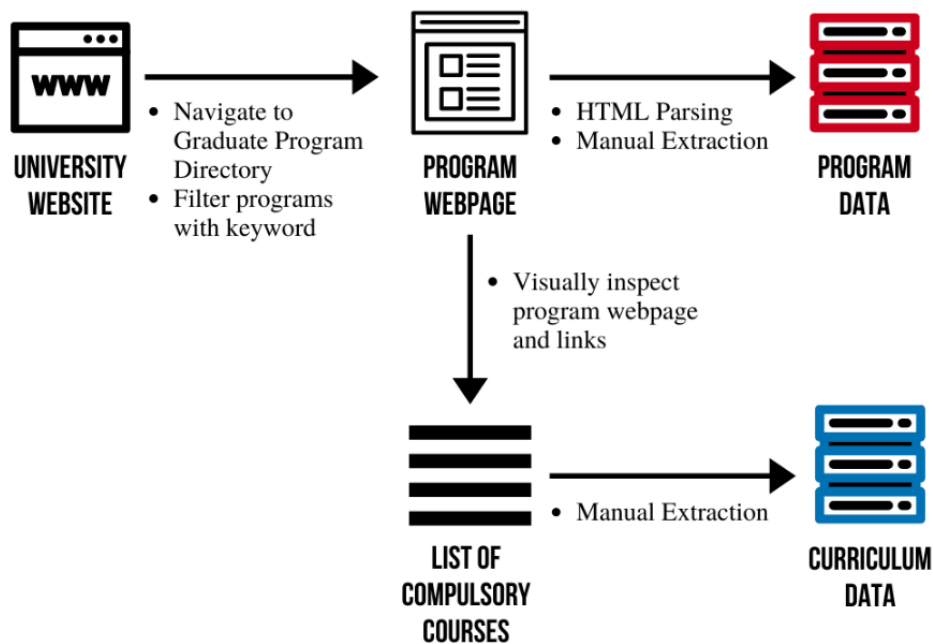 WWW
UNIVERSITY
WEBSITE
• Navigate to
Graduate Program
Directory
• Filter programs
with keyword
PROGRAM
WEBPAGE
• HTML Parsing
• Manual Extraction
PROGRAM
DATA
• Visually inspect
program webpage
and links
LIST OF
COMPULSORY
COURSES
• Manual Extraction
CURRICULUM
DATA